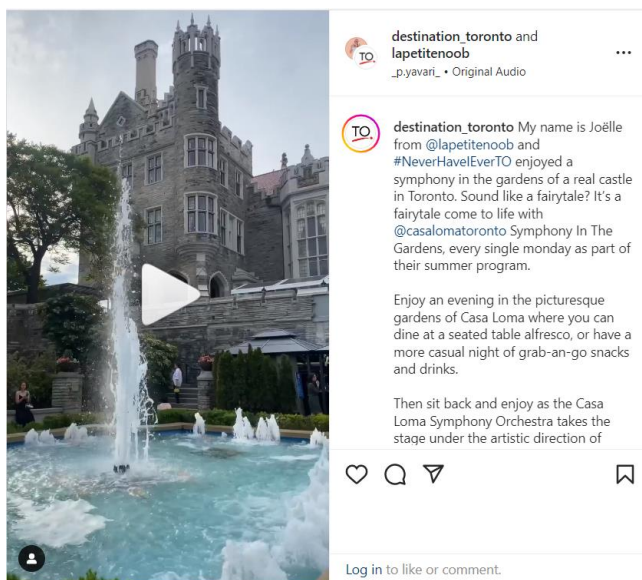 destination_toronto and
lapetitenoob
_p.yavari_ • Original Audio
TO.
TO.
destination_toronto My name is Joëlle
from @lapetitenoob and
#NeverHaveIEverTO enjoyed a
symphony in the gardens of a real castle
in Toronto. Sound like a fairytale? It's a
fairytale come to life with
@casalomatoronto Symphony In The
Gardens, every single monday as part of
their summer program.
Enjoy an evening in the picturesque
gardens of Casa Loma where you can
dine at a seated table alfresco, or have a
more casual night of grab-an-go snacks
and drinks.
Then sit back and enjoy as the Casa
Loma Symphony Orchestra takes the
stage under the artistic direction of
Log in to like or comment.